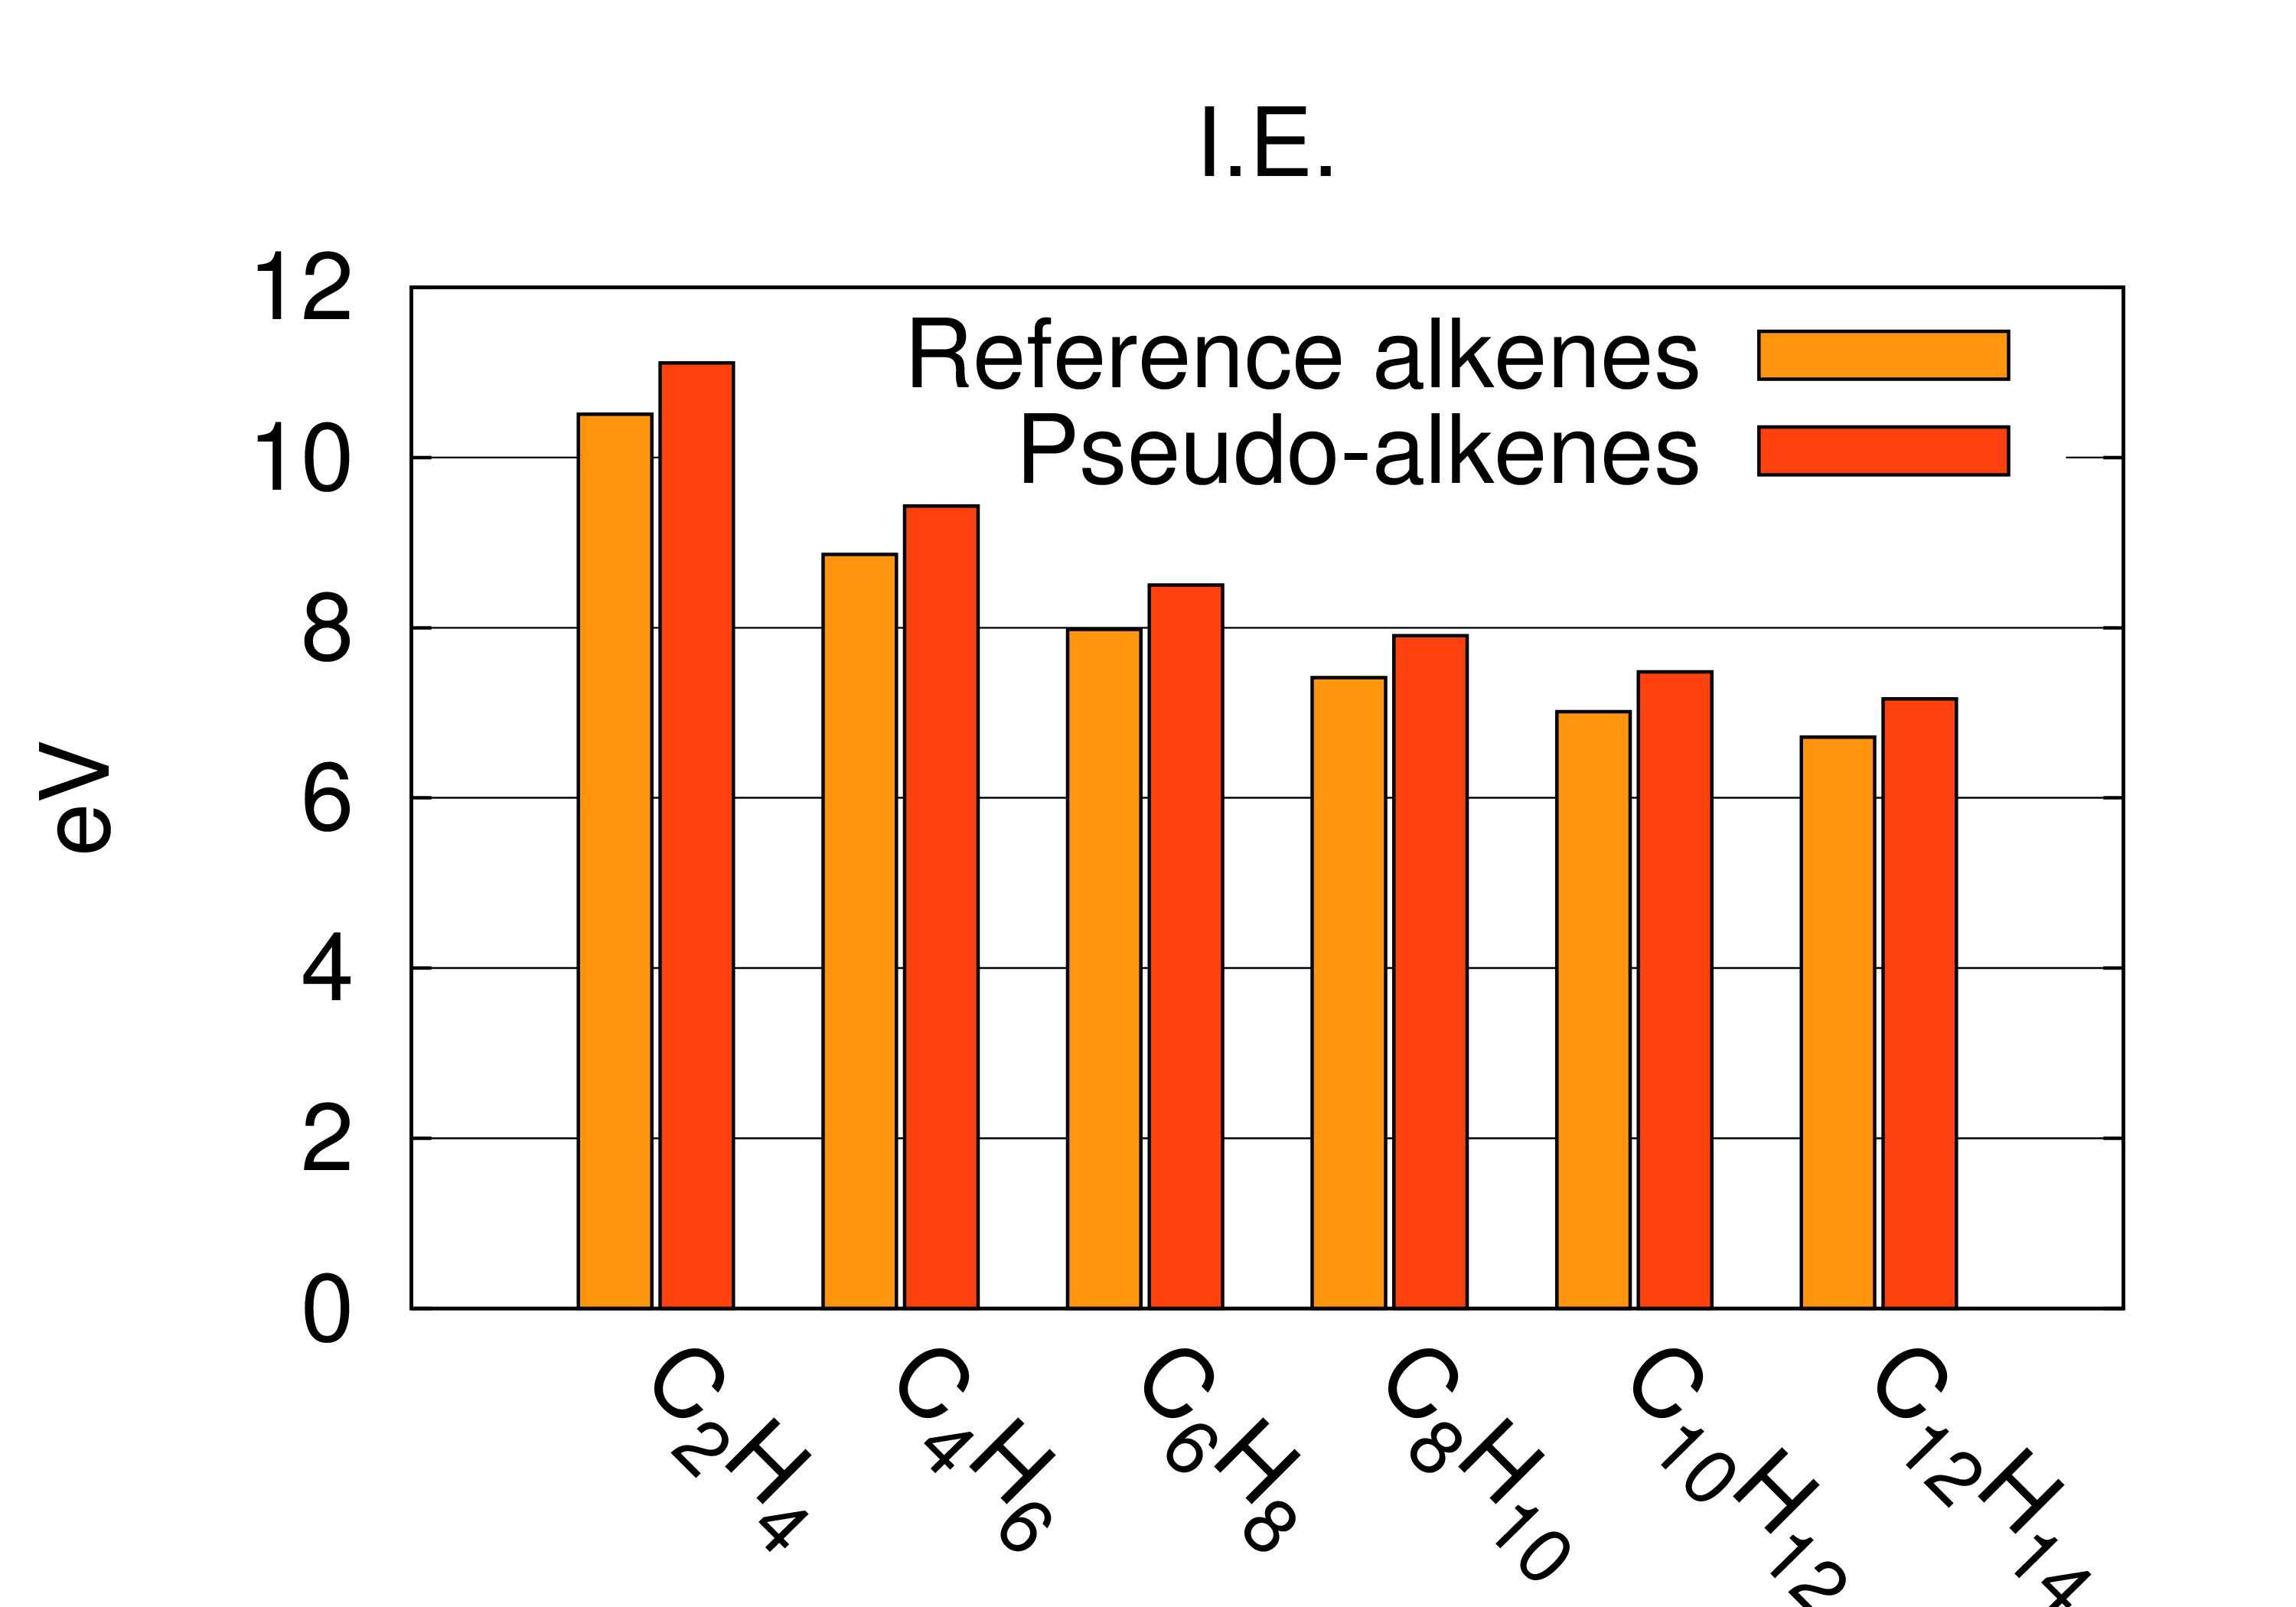 I.E.
12
10
8
6
4
2
0
eV
Reference alkenes
Pseudo-alkenes
C₂H₄
C₄H₆
C₆H₈
C₈H₁₀
C₁₀H₁₂
C₁₂H₁₄